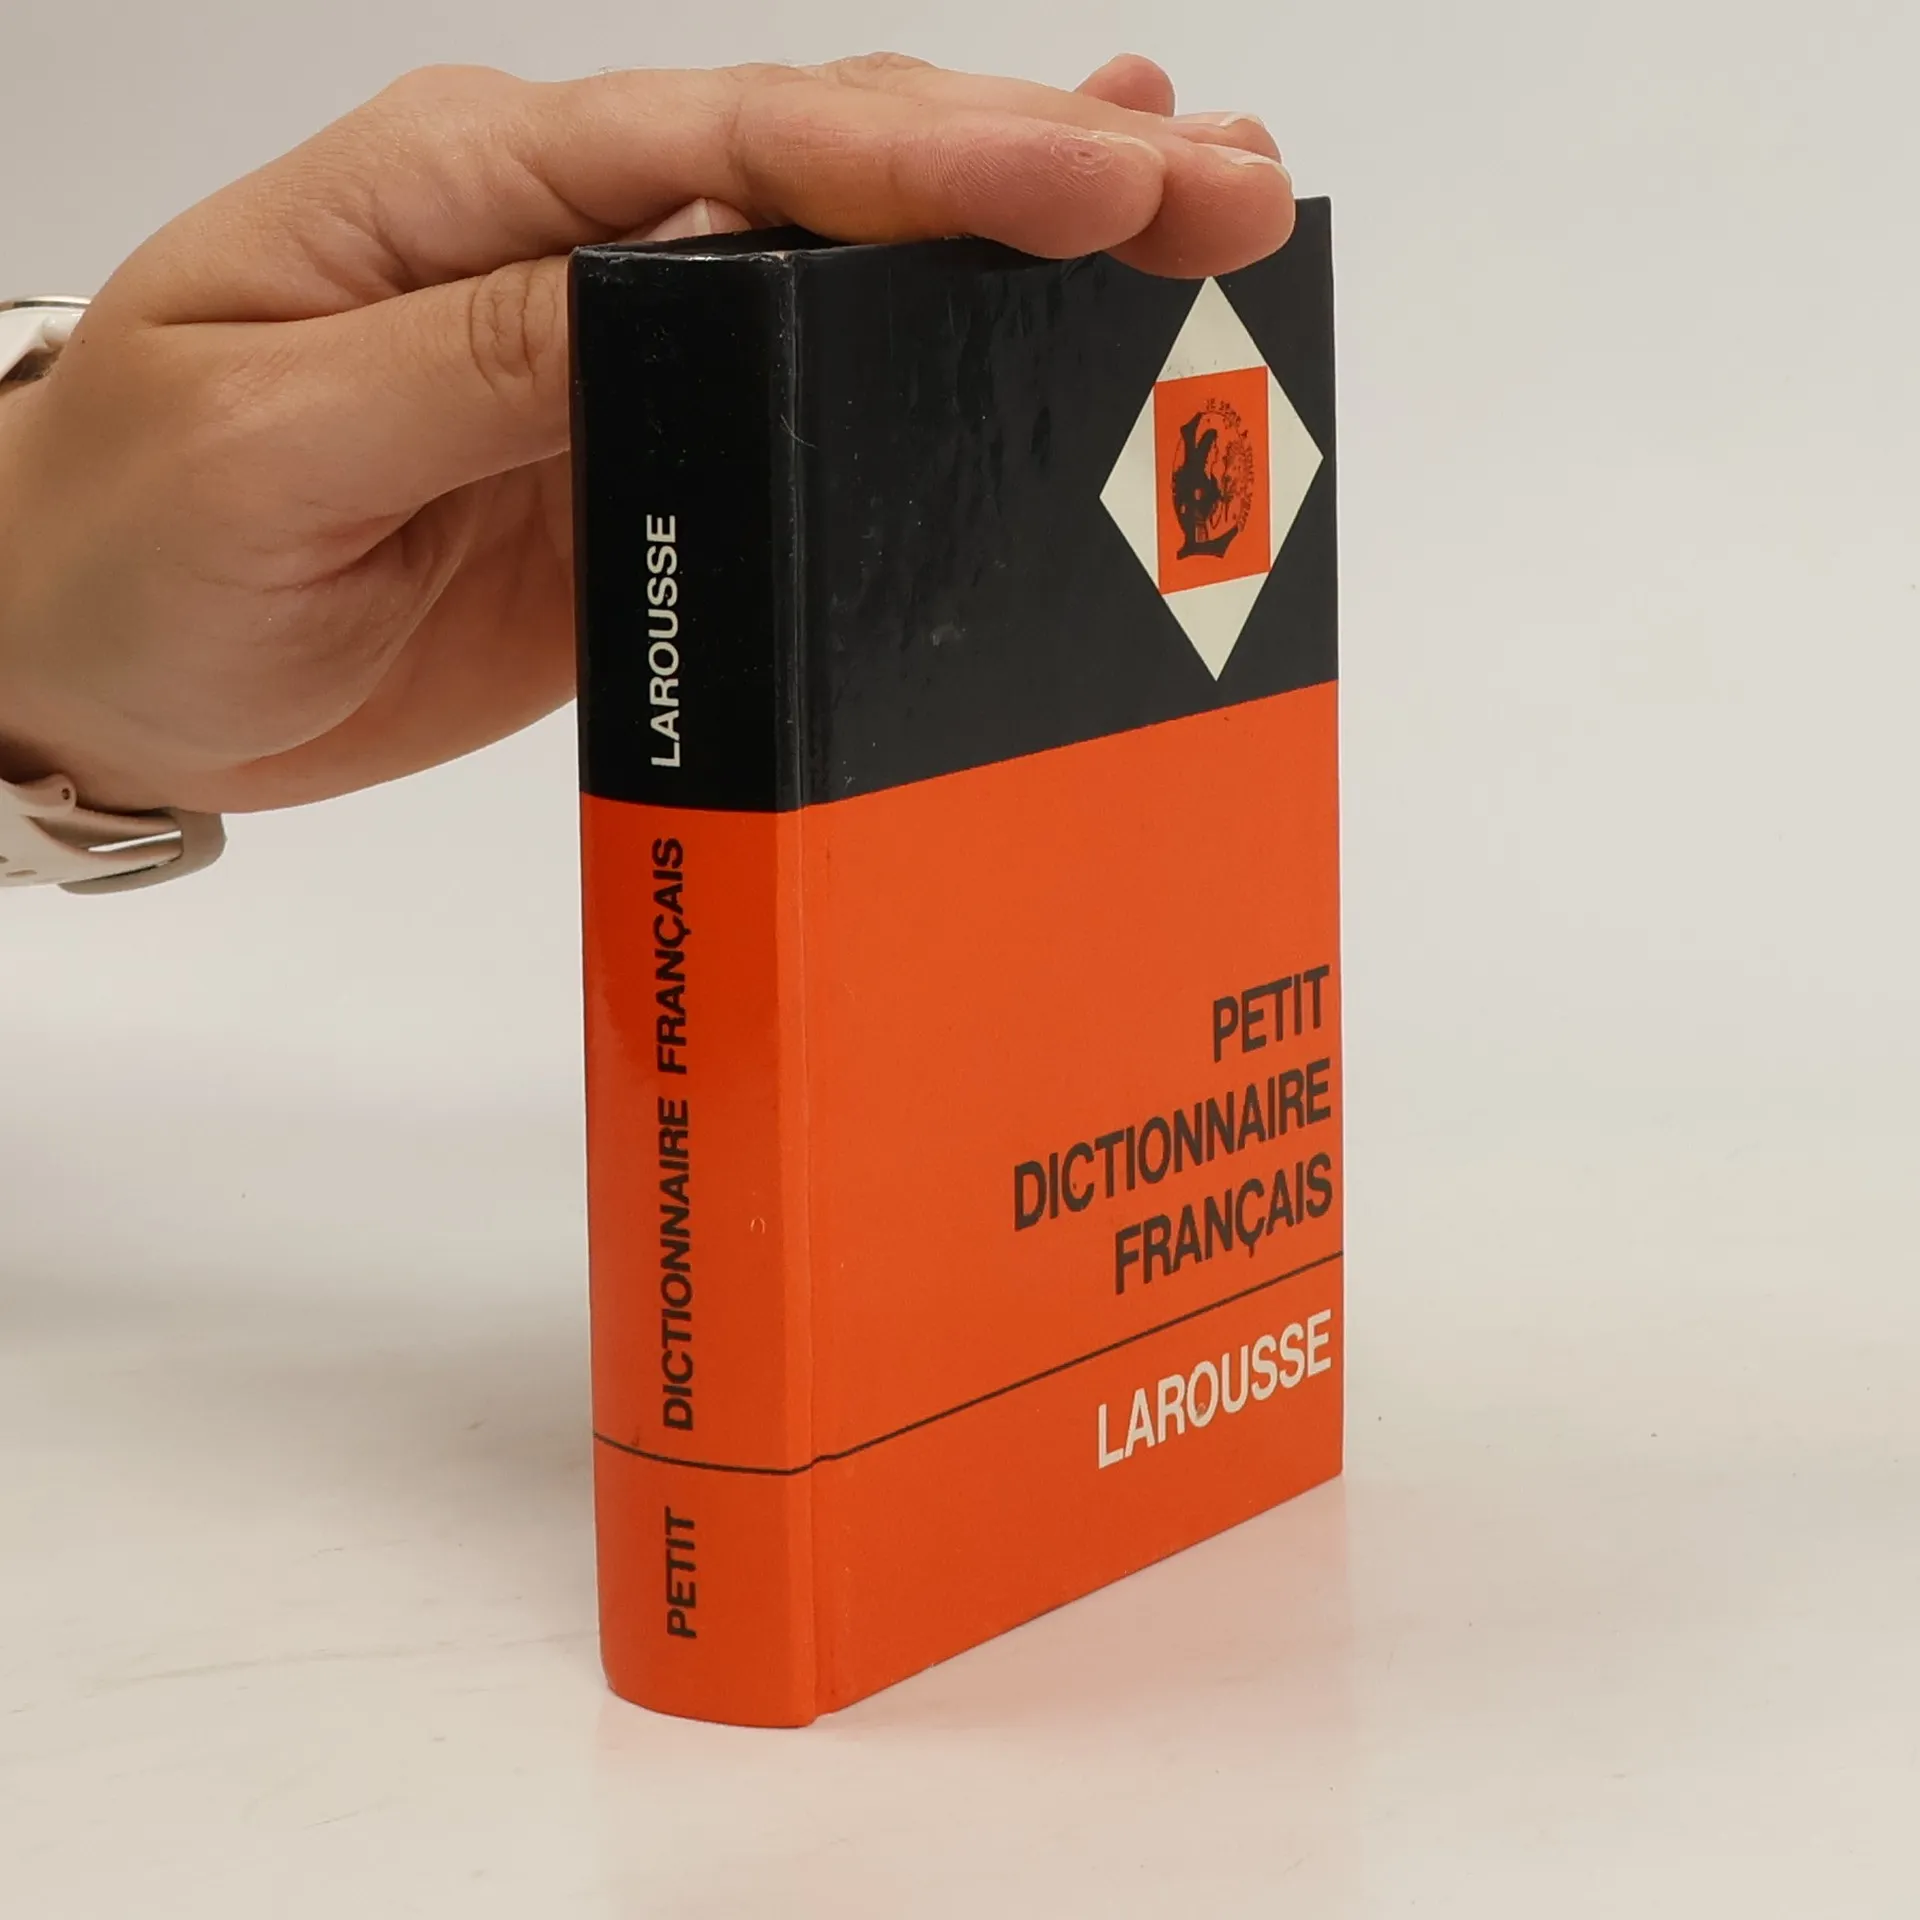 PETIT DICTIONNAIRE FRANÇAIS LAROUSSE
PETIT
DICTIONNAIRE
FRANÇAIS
LAROUSSE